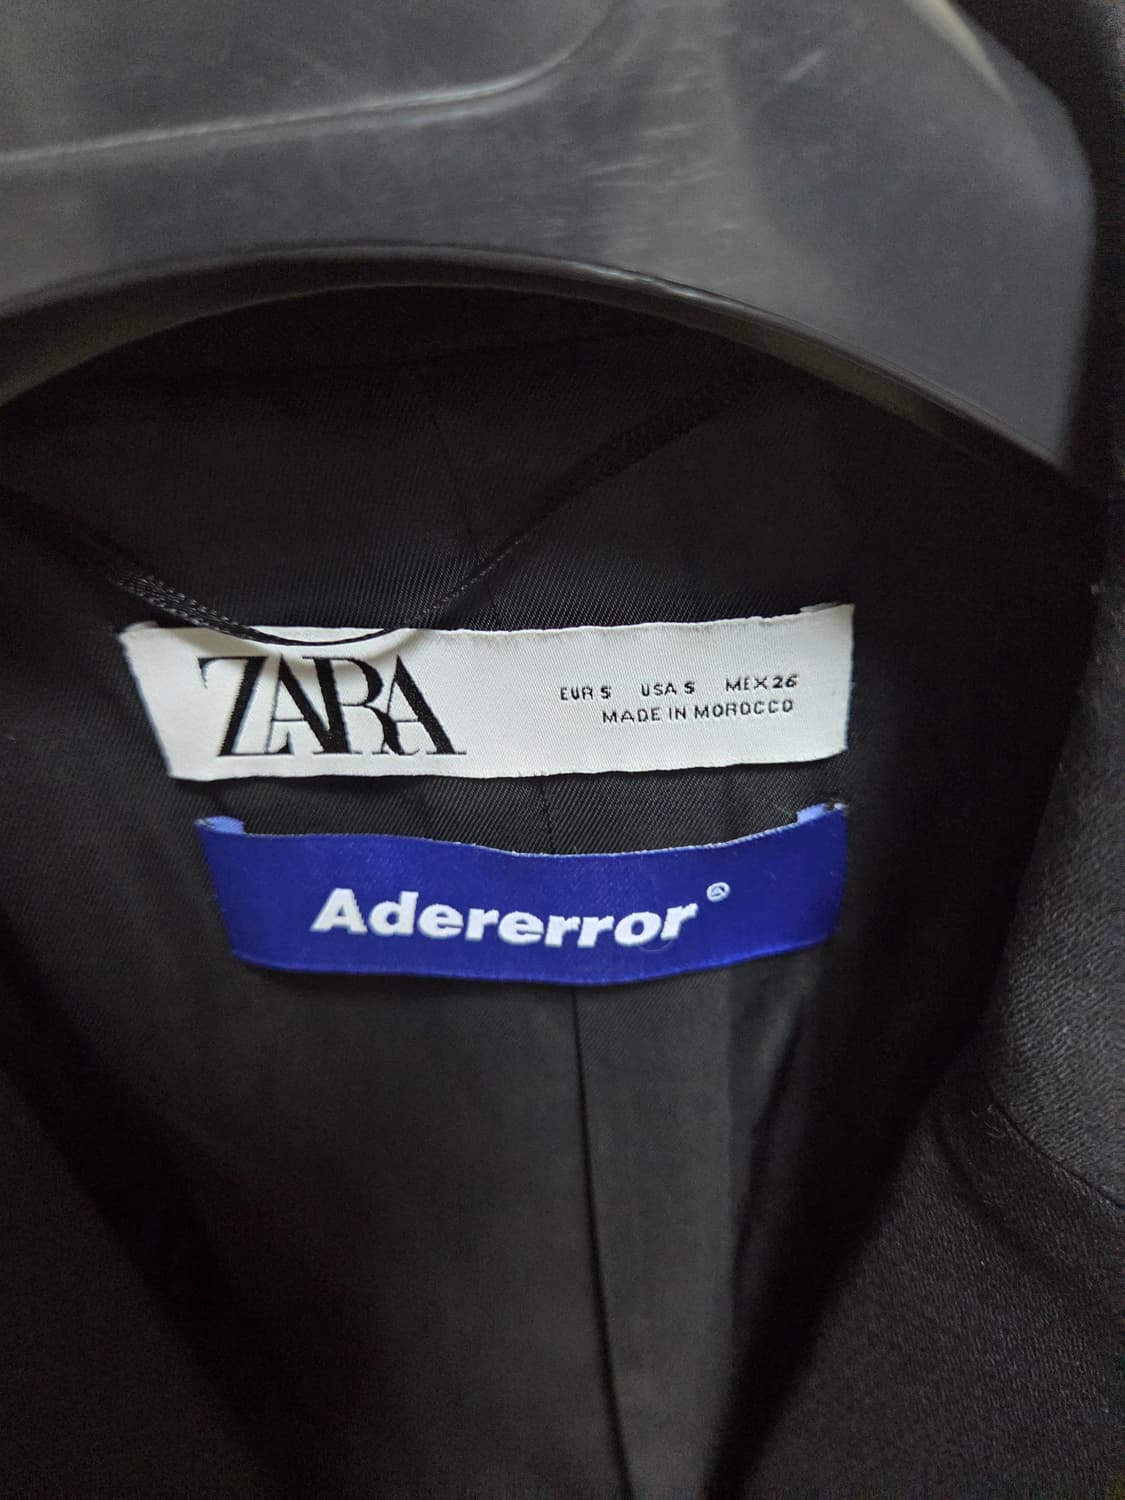 ZARA
EUR S USA S MEX 26
MADE IN MOROCCO
Adererror